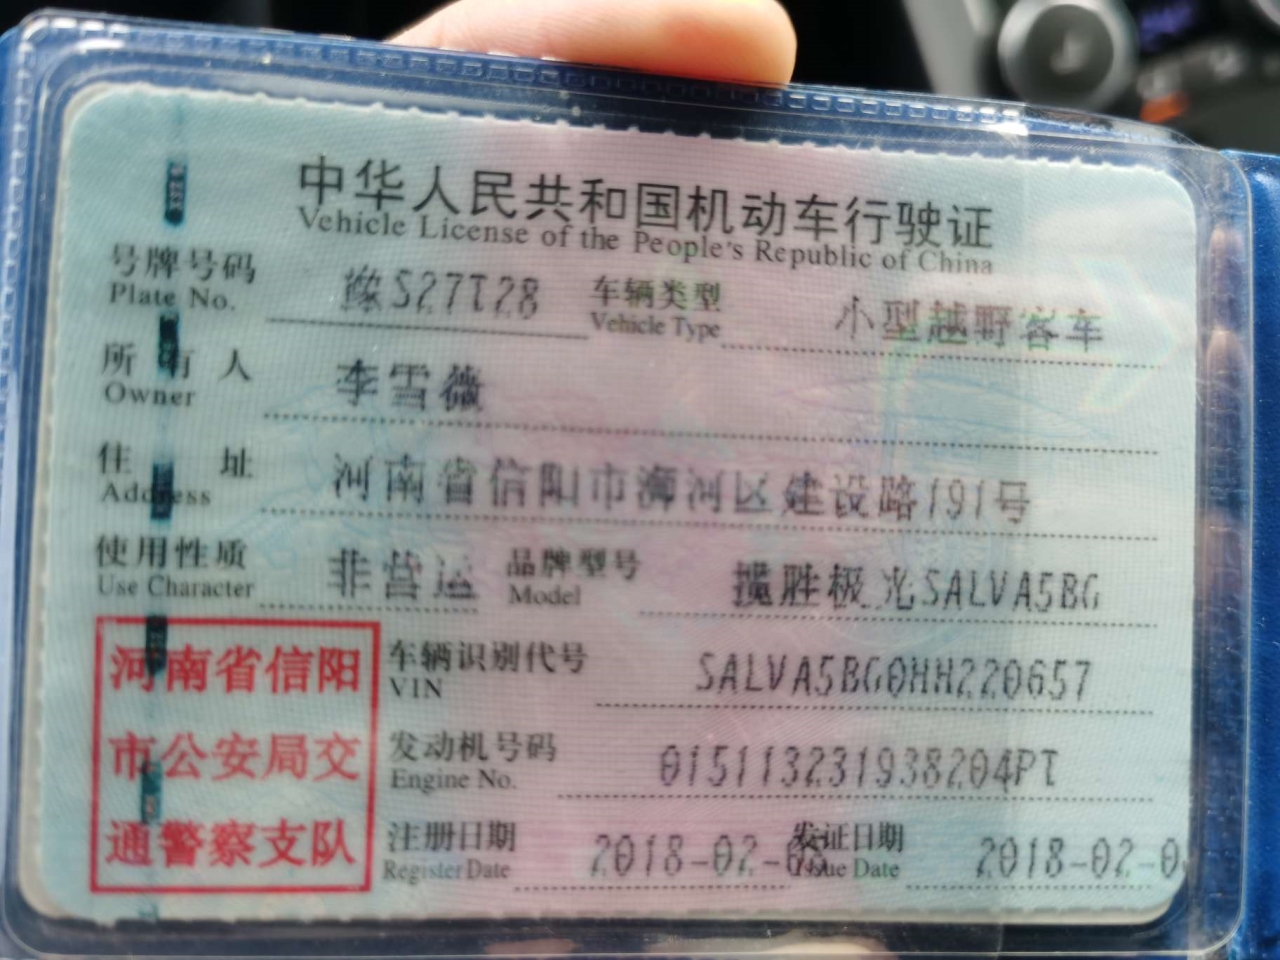 中华人民共和国机动车行驶证
Vehicle License of the People's Republic of China
号牌号码 豫S27T28 车辆类型 小型越野客车
Plate No. Vehicle Type
所有人 李雪薇
Owner
住址 河南省信阳市浉河区建设路191号
Address
使用性质 非营运 品牌型号 揽胜极光SALVA5BG
Use Character Model
河南省信阳
市公安局交
通警察支队
车辆识别代号 SALVA5BG0HH220657
VIN
发动机号码 015113231938204PT
Engine No.
注册日期 2018-02- 发证日期 2018-02-0
Register Date Issue Date